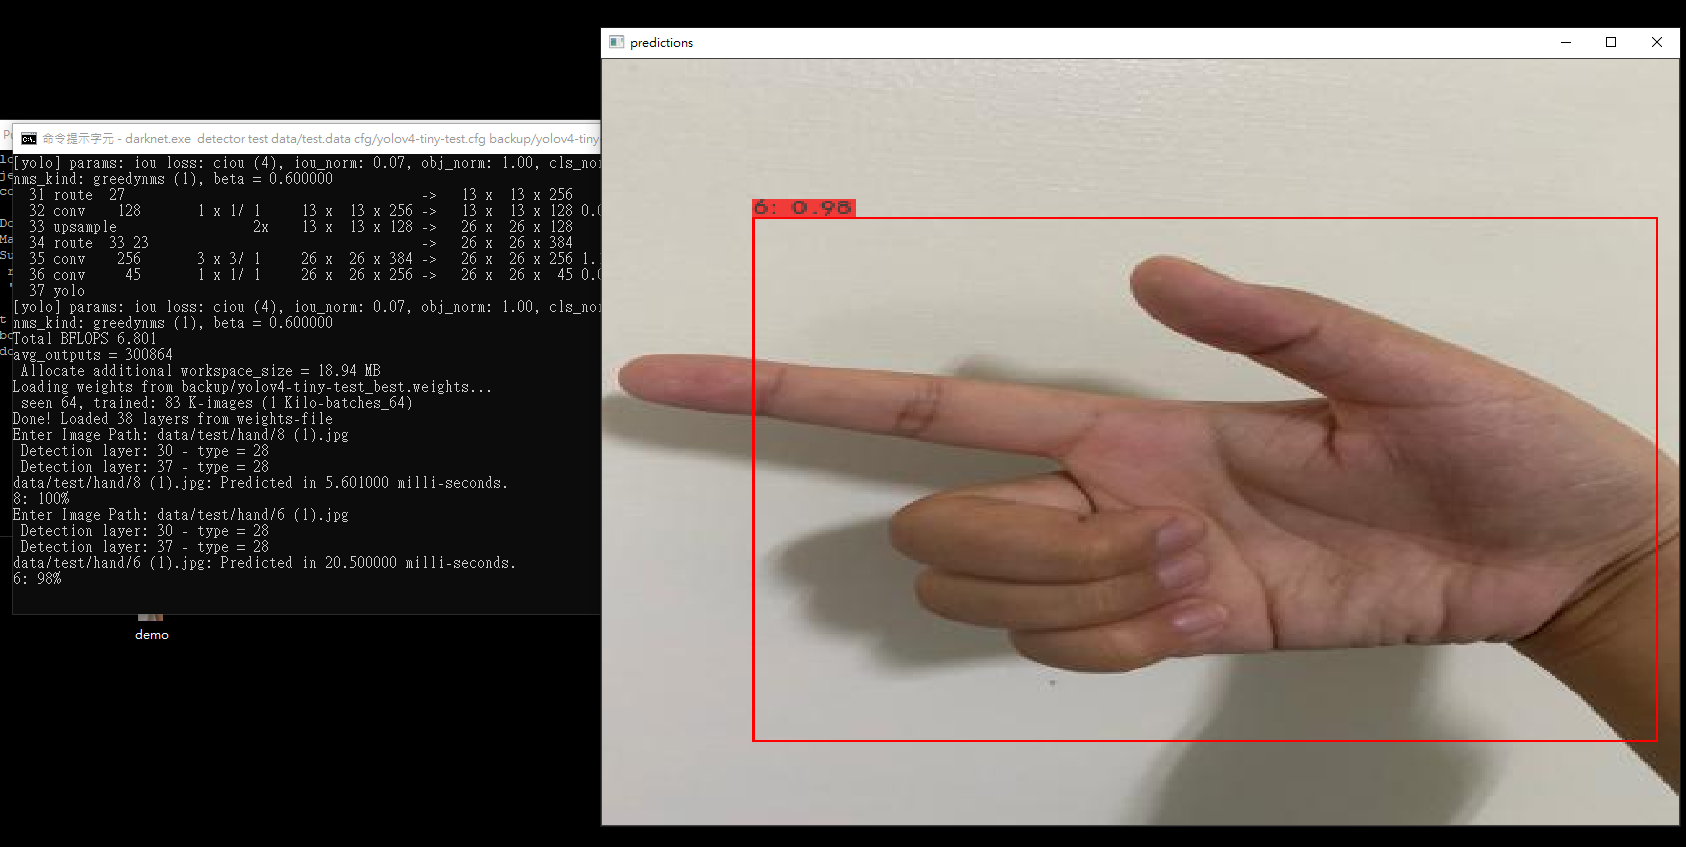 predictions
命令提示字元 - darknet.exe  detector test data/test.data cfg/yolov4-tiny-test.cfg backup/yolov4-tiny
[yolo] params: iou loss: ciou (4), iou_norm: 0.07, obj_norm: 1.00, cls_no
nms_kind: greedynms (1), beta = 0.600000
31 route  27                                     ->   13 x  13 x 256
32 conv    128       1 x 1/ 1     13 x  13 x 256 ->   13 x  13 x 128 0.
33 upsample                 2x    13 x  13 x 128 ->   26 x  26 x 128
34 route  33 23                                  ->   26 x  26 x 384
35 conv    256       3 x 3/ 1     26 x  26 x 384 ->   26 x  26 x 256 1.
36 conv     45       1 x 1/ 1     26 x  26 x 256 ->   26 x  26 x  45 0.
37 yolo
[yolo] params: iou loss: ciou (4), iou_norm: 0.07, obj_norm: 1.00, cls_no
nms_kind: greedynms (1), beta = 0.600000
Total BFLOPS 6.801
avg_outputs = 300864
Allocate additional workspace_size = 18.94 MB
Loading weights from backup/yolov4-tiny-test_best.weights...
seen 64, trained: 83 K-images (1 Kilo-batches_64)
Done! Loaded 38 layers from weights-file
Enter Image Path: data/test/hand/8 (1).jpg
Detection layer: 30 - type = 28
Detection layer: 37 - type = 28
data/test/hand/8 (1).jpg: Predicted in 5.601000 milli-seconds.
8: 100%
Enter Image Path: data/test/hand/6 (1).jpg
Detection layer: 30 - type = 28
Detection layer: 37 - type = 28
data/test/hand/6 (1).jpg: Predicted in 20.500000 milli-seconds.
6: 98%
demo
6: 0.98